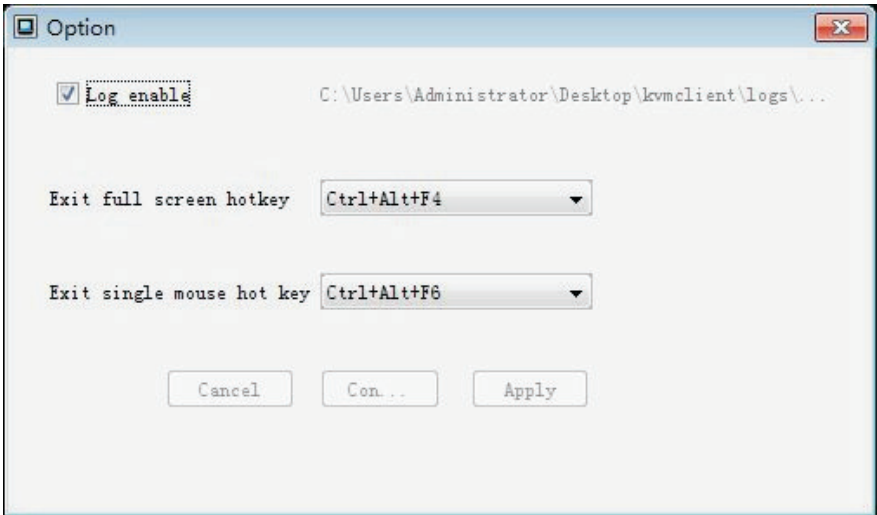 Option
Log enable C:\Users\Administrator\Desktop\kvmclient\logs\...
Exit full screen hotkey Ctrl+Alt+F4
Exit single mouse hot key Ctrl+Alt+F6
Cancel Con... Apply